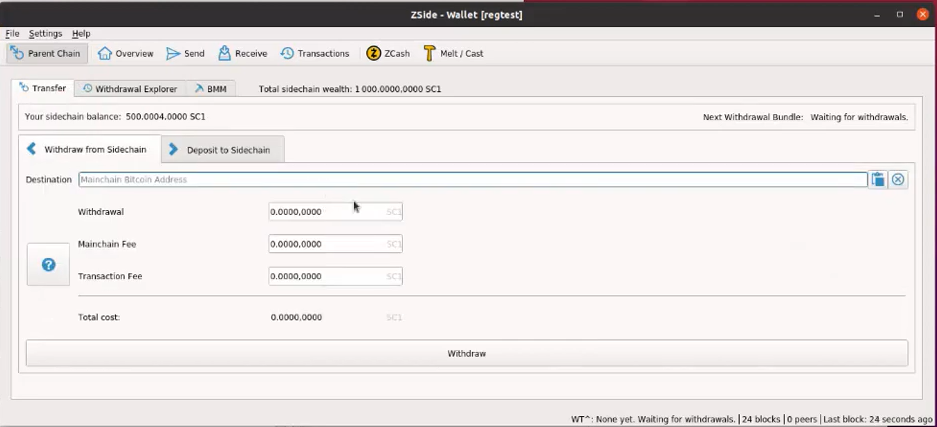 ZSide - Wallet [regtest]
File Settings Help
Parent Chain Overview Send Receive Transactions ZCash Melt / Cast
Transfer Withdrawal Explorer BMM Total sidechain wealth: 1 000.0000,0000 SC1
Your sidechain balance: 500.0004,0000 SC1 Next Withdrawal Bundle: Waiting for withdrawals.
Withdraw from Sidechain Deposit to Sidechain
Destination Mainchain Bitcoin Address
Withdrawal 0.0000,0000 SC1
Mainchain Fee 0.0000,0000 SC1
Transaction Fee 0.0000,0000 SC1
Total cost: 0.0000,0000 SC1
Withdraw
WT^: None yet. Waiting for withdrawals. | 24 blocks | 0 peers | Last block: 24 seconds ago